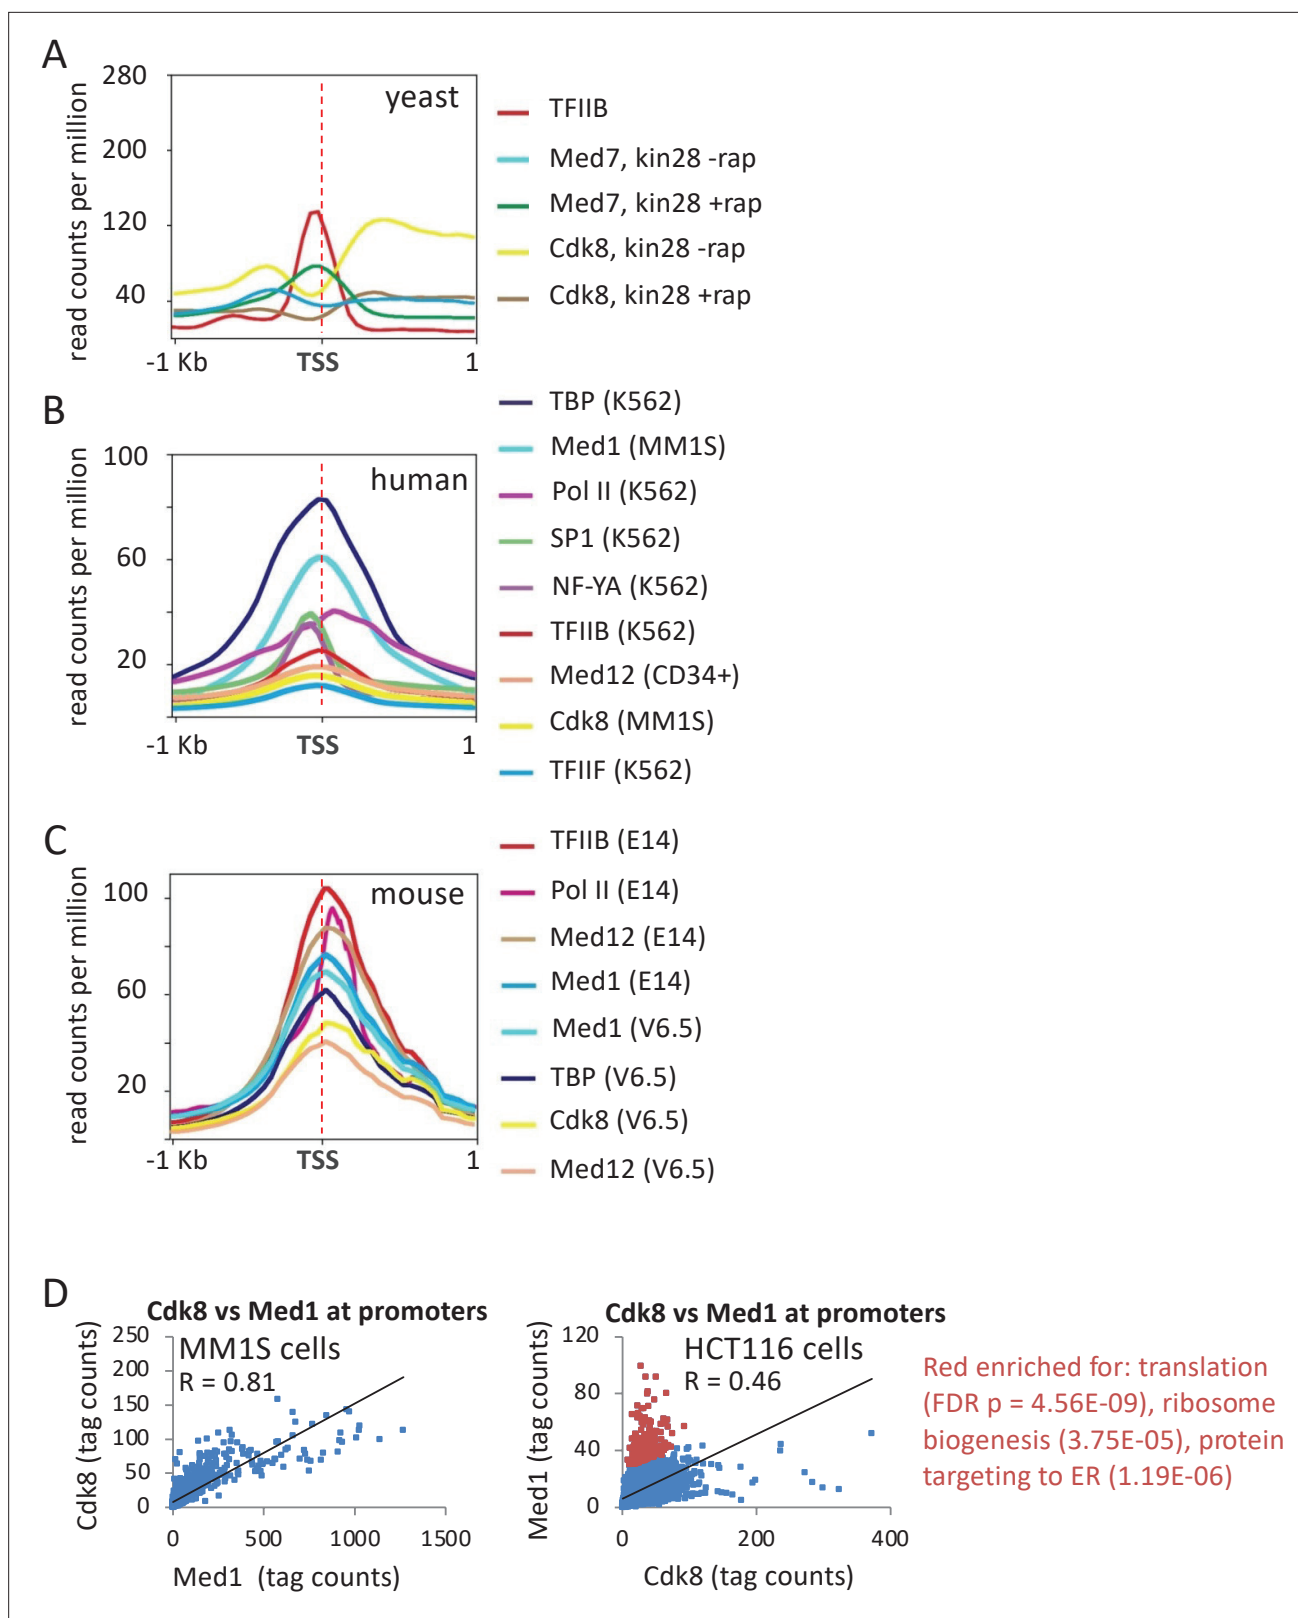 A
yeast
read counts per million
280
200
120
40
-1 Kb
TSS
1
TFIIB
Med7, kin28 -rap
Med7, kin28 +rap
Cdk8, kin28 -rap
Cdk8, kin28 +rap
B
human
read counts per million
100
60
20
-1 Kb
TSS
1
TBP (K562)
Med1 (MM1S)
Pol II (K562)
SP1 (K562)
NF-YA (K562)
TFIIB (K562)
Med12 (CD34+)
Cdk8 (MM1S)
TFIIF (K562)
C
mouse
read counts per million
100
60
20
-1 Kb
TSS
1
TFIIB (E14)
Pol II (E14)
Med12 (E14)
Med1 (E14)
Med1 (V6.5)
TBP (V6.5)
Cdk8 (V6.5)
Med12 (V6.5)
D
Cdk8 vs Med1 at promoters
MM1S cells
R = 0.81
Cdk8 (tag counts)
250
200
150
100
50
0
0
500
1000
1500
Med1 (tag counts)
Cdk8 vs Med1 at promoters
HCT116 cells
R = 0.46
Med1 (tag counts)
120
80
40
0
0
200
400
Cdk8 (tag counts)
Red enriched for: translation
(FDR p = 4.56E-09), ribosome
biogenesis (3.75E-05), protein
targeting to ER (1.19E-06)